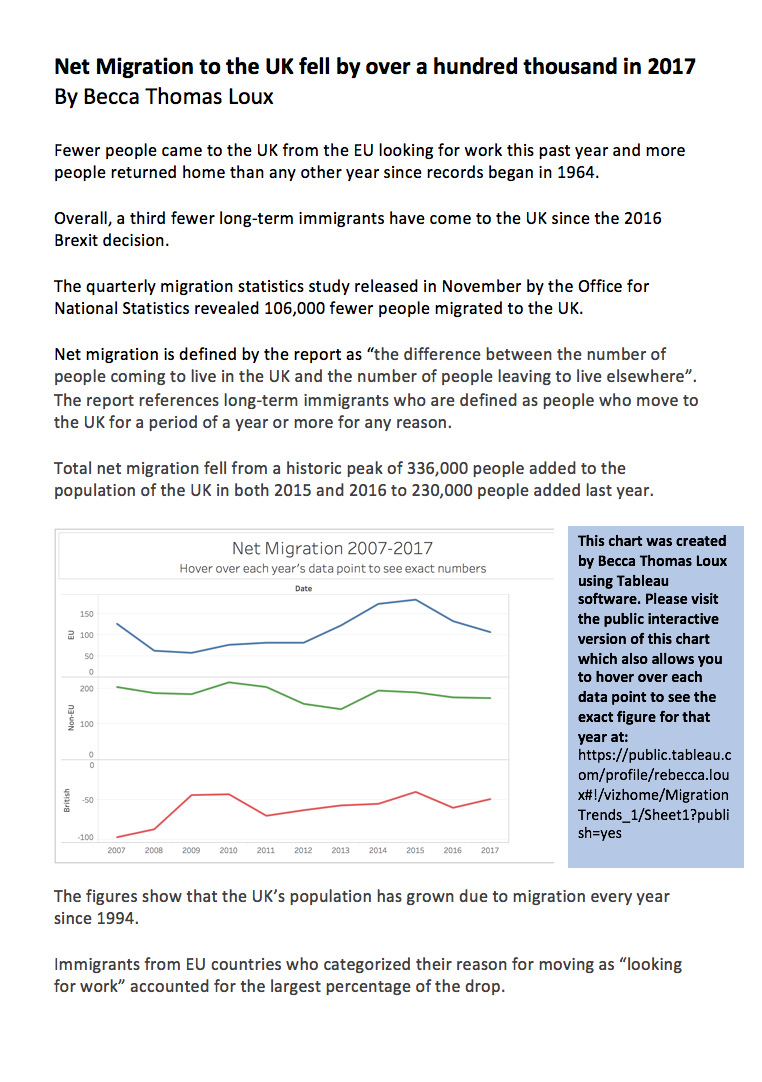 Net Migration to the UK fell by over a hundred thousand in 2017
By Becca Thomas Loux
Fewer people came to the UK from the EU looking for work this past year and more
people returned home than any other year since records began in 1964.
Overall, a third fewer long-term immigrants have come to the UK since the 2016
Brexit decision.
The quarterly migration statistics study released in November by the Office for
National Statistics revealed 106,000 fewer people migrated to the UK.
Net migration is defined by the report as “the difference between the number of
people coming to live in the UK and the number of people leaving to live elsewhere”.
The report references long-term immigrants who are defined as people who move to
the UK for a period of a year or more for any reason.
Total net migration fell from a historic peak of 336,000 people added to the
population of the UK in both 2015 and 2016 to 230,000 people added last year.
Net Migration 2007-2017
Hover over each year's data point to see exact numbers
Date
EU
150
100
50
0
Non-EU
200
100
0
British
0
-50
-100
2007 2008 2009 2010 2011 2012 2013 2014 2015 2016 2017
This chart was created
by Becca Thomas Loux
using Tableau
software. Please visit
the public interactive
version of this chart
which also allows you
to hover over each
data point to see the
exact figure for that
year at:
https://public.tableau.c
om/profile/rebecca.lou
x#!/vizhome/Migration
Trends_1/Sheet1?publi
sh=yes
The figures show that the UK’s population has grown due to migration every year
since 1994.
Immigrants from EU countries who categorized their reason for moving as “looking
for work” accounted for the largest percentage of the drop.